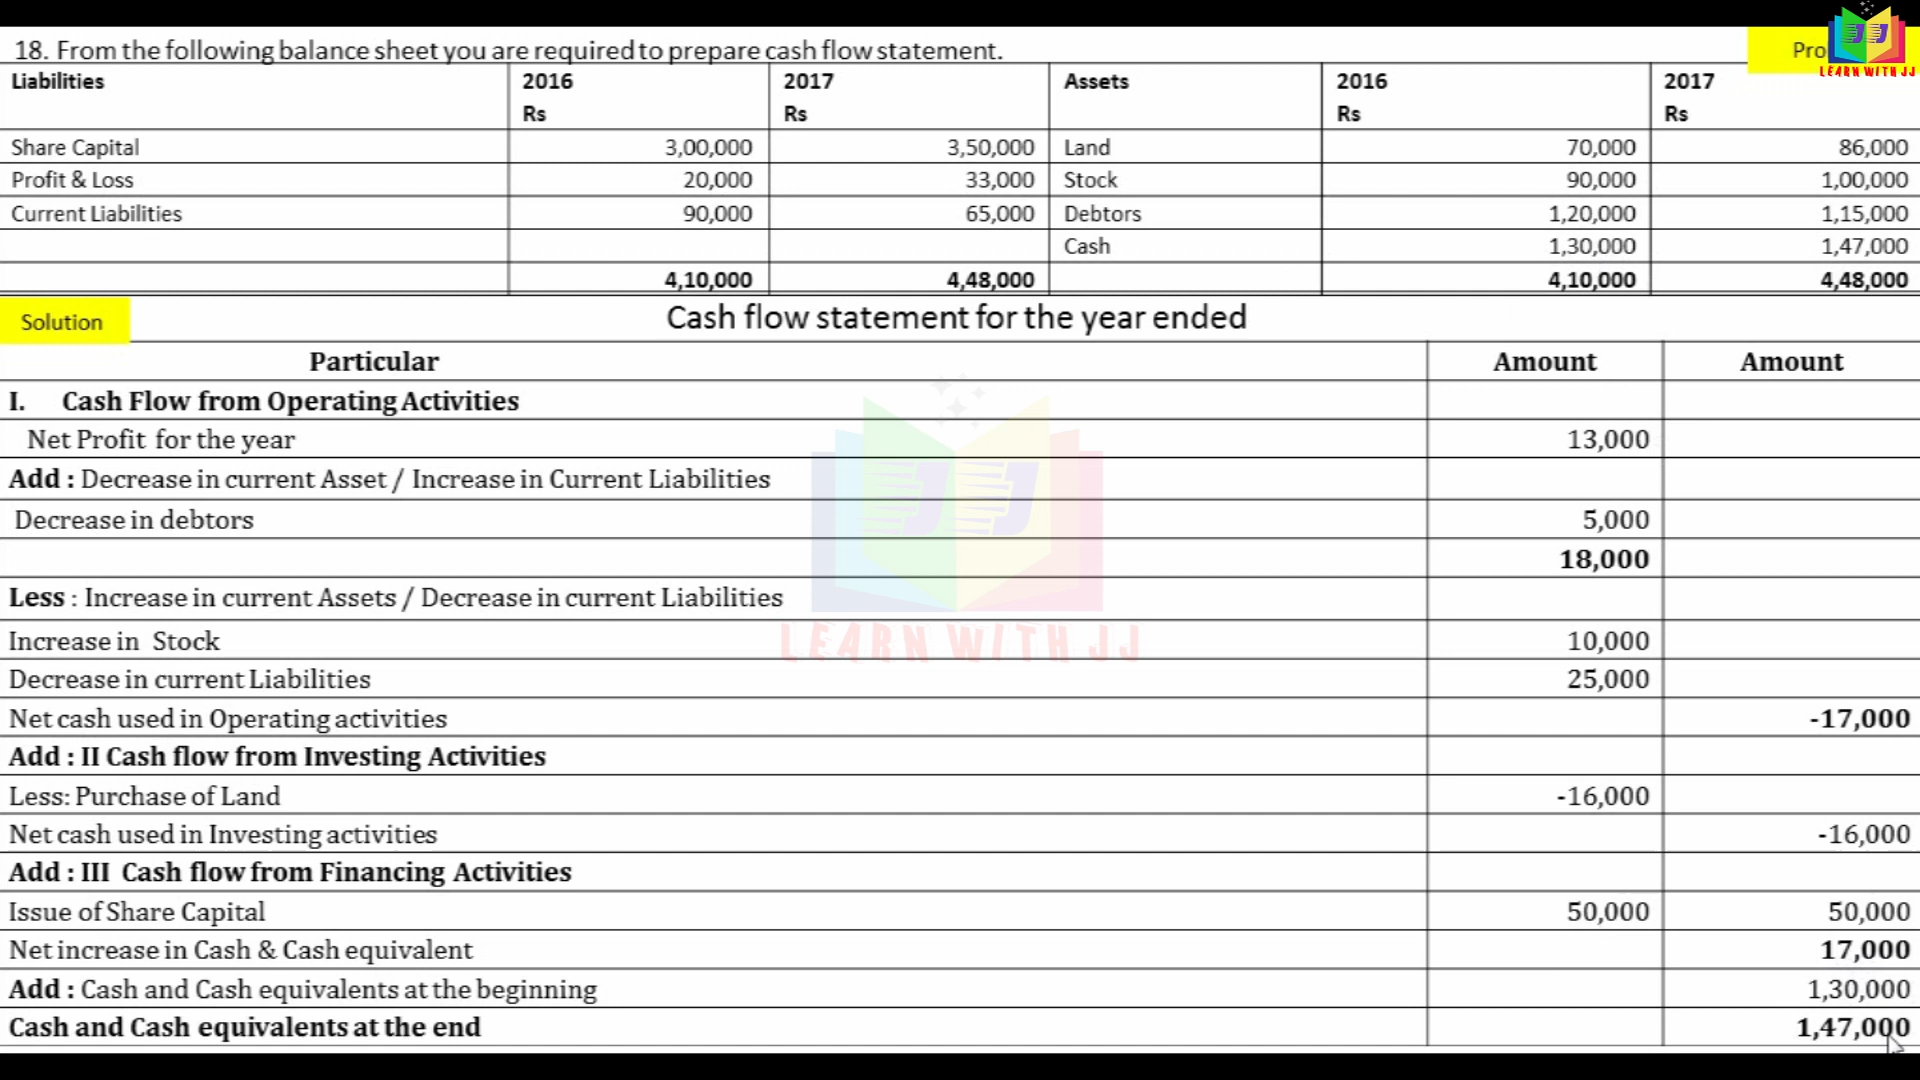 18. From the following balance sheet you are required to prepare cash flow statement.
Pro
LEARN WITH JJ
Liabilities 2016 Rs 2017 Rs Assets 2016 Rs 2017 Rs
Share Capital 3,00,000 3,50,000 Land 70,000 86,000
Profit & Loss 20,000 33,000 Stock 90,000 1,00,000
Current Liabilities 90,000 65,000 Debtors 1,20,000 1,15,000
Cash 1,30,000 1,47,000
4,10,000 4,48,000 4,10,000 4,48,000
Solution
Cash flow statement for the year ended
Particular Amount Amount
I. Cash Flow from Operating Activities
Net Profit for the year 13,000
Add : Decrease in current Asset / Increase in Current Liabilities
Decrease in debtors 5,000
18,000
Less : Increase in current Assets / Decrease in current Liabilities
Increase in Stock 10,000
LEARN WITH JJ
Decrease in current Liabilities 25,000
Net cash used in Operating activities -17,000
Add : II Cash flow from Investing Activities
Less: Purchase of Land -16,000
Net cash used in Investing activities -16,000
Add : III Cash flow from Financing Activities
Issue of Share Capital 50,000 50,000
Net increase in Cash & Cash equivalent 17,000
Add : Cash and Cash equivalents at the beginning 1,30,000
Cash and Cash equivalents at the end 1,47,000